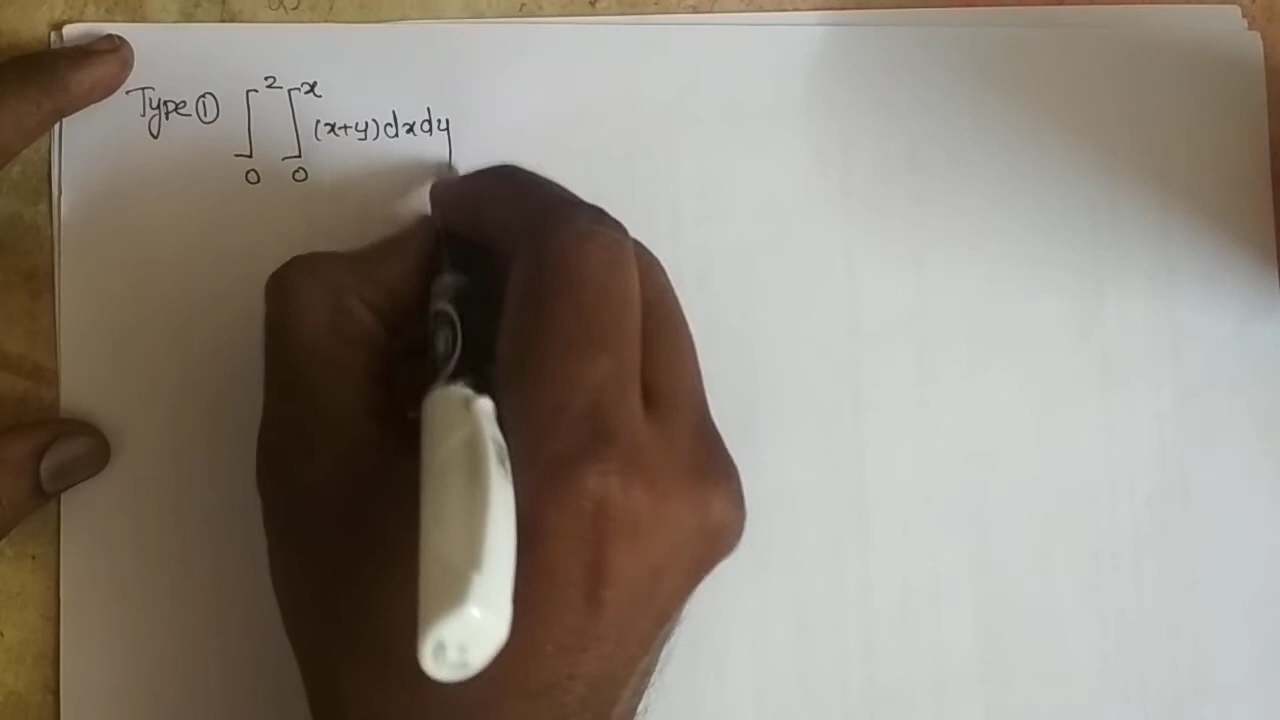 Type ① ∫₀² ∫₀ˣ (x+y) dx dy